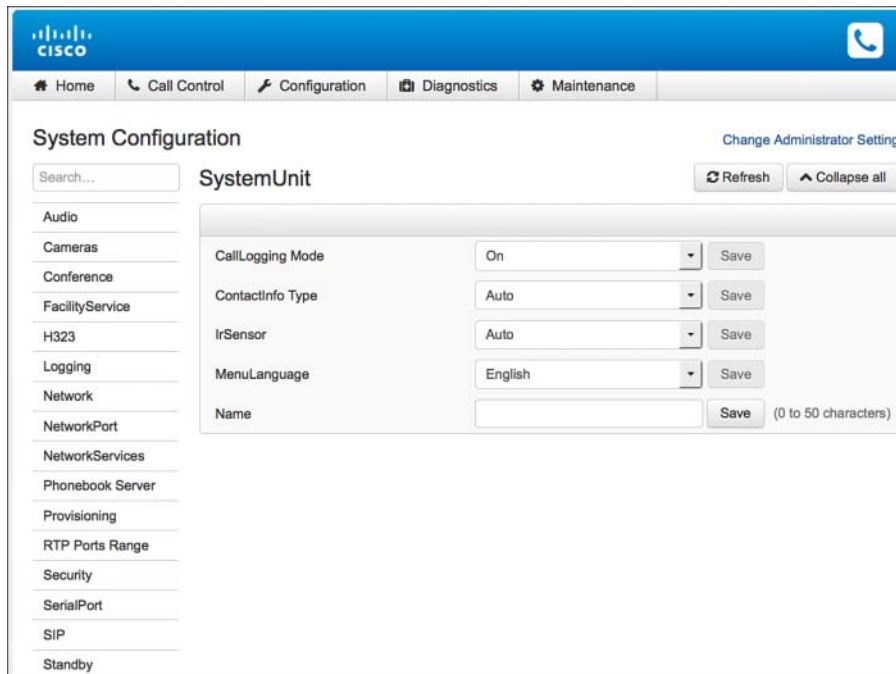 CISCO
Home Call Control Configuration Diagnostics Maintenance
System Configuration
Change Administrator Setting
Search...
SystemUnit
Refresh Collapse all
Audio
Cameras
Conference
FacilityService
H323
Logging
Network
NetworkPort
NetworkServices
Phonebook Server
Provisioning
RTP Ports Range
Security
SerialPort
SIP
Standby
CallLogging Mode On Save
ContactInfo Type Auto Save
IrSensor Auto Save
MenuLanguage English Save
Name Save (0 to 50 characters)